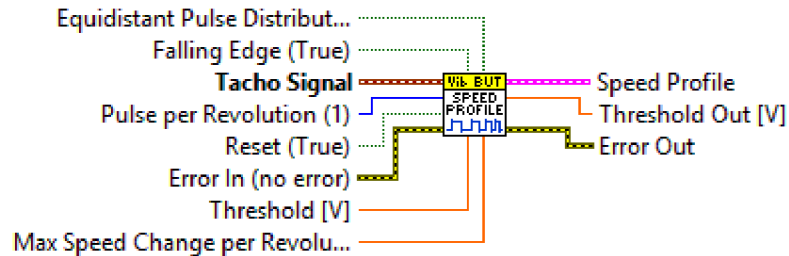 Equidistant Pulse Distribut...
Falling Edge (True)
Tacho Signal
Pulse per Revolution (1)
Reset (True)
Error In (no error)
Threshold [V]
Max Speed Change per Revolu...
Vib BUT
SPEED
PROFILE
Speed Profile
Threshold Out [V]
Error Out